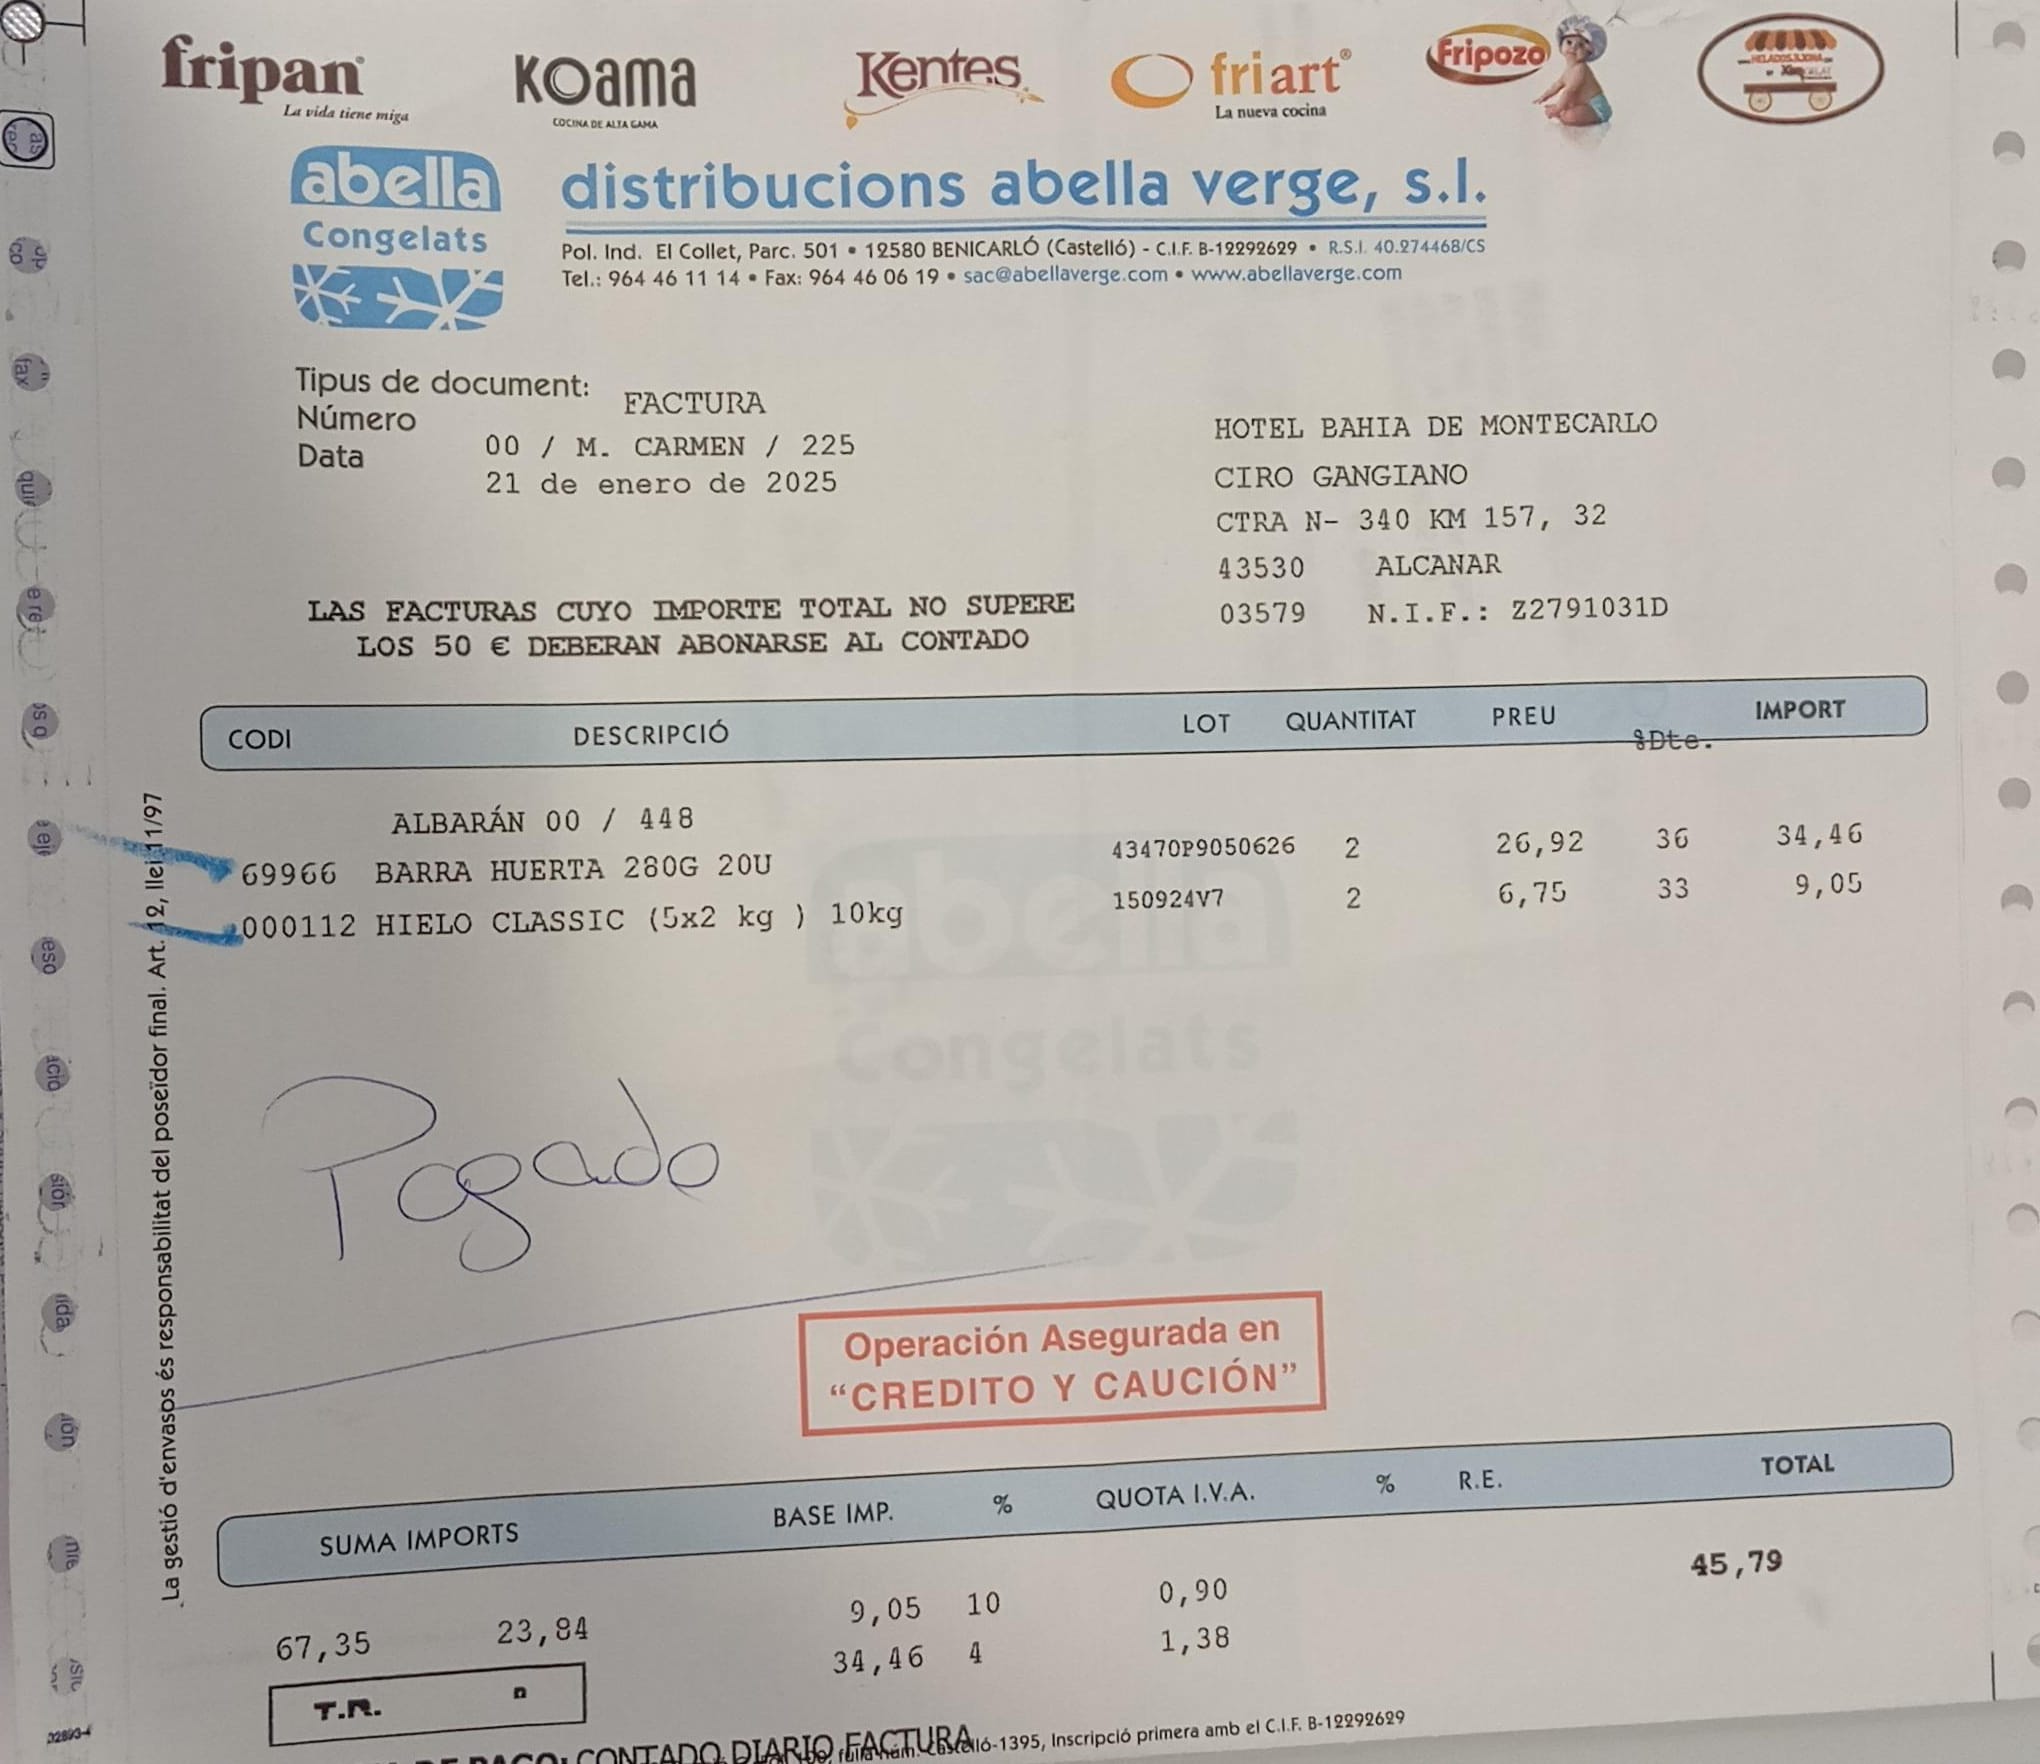 fripan
La vida tiene miga
KOama
COCINA DE ALTA GAMA
Kentes
friart®
La nueva cocina
Fripozo
abella
Congelats
distribucions abella verge, s.l.
Pol. Ind. El Collet, Parc. 501 • 12580 BENICARLÓ (Castelló) - C.I.F. B-12292629 • R.S.I. 40.274468/CS
Tel.: 964 46 11 14 • Fax: 964 46 06 19 • sac@abellaverge.com • www.abellaverge.com
Tipus de document: FACTURA
Número 00 / M. CARMEN / 225
Data 21 de enero de 2025
HOTEL BAHIA DE MONTECARLO
CIRO GANGIANO
CTRA N- 340 KM 157, 32
43530 ALCANAR
03579 N.I.F.: Z2791031D
LAS FACTURAS CUYO IMPORTE TOTAL NO SUPERE
LOS 50 € DEBERAN ABONARSE AL CONTADO
CODI DESCRIPCIÓ LOT QUANTITAT PREU %Dte. IMPORT
ALBARÁN 00 / 448
69966 BARRA HUERTA 280G 20U 43470P9050626 2 26,92 36 34,46
000112 HIELO CLASSIC (5x2 kg ) 10kg 150924V7 2 6,75 33 9,05
abella
Congelats
Pagado
Operación Asegurada en
“CREDITO Y CAUCIÓN”
La gestió d'envasos és responsabilitat del poseïdor final. Art. 12, llei 11/97
SUMA IMPORTS BASE IMP. % QUOTA I.V.A. % R.E. TOTAL
67,35 23,84 9,05 10 0,90 45,79
34,46 4 1,38
T.R.
PAGO: CONTADO DIARIO FACTURA
Castelló-1395, Inscripció primera amb el C.I.F. B-12292629